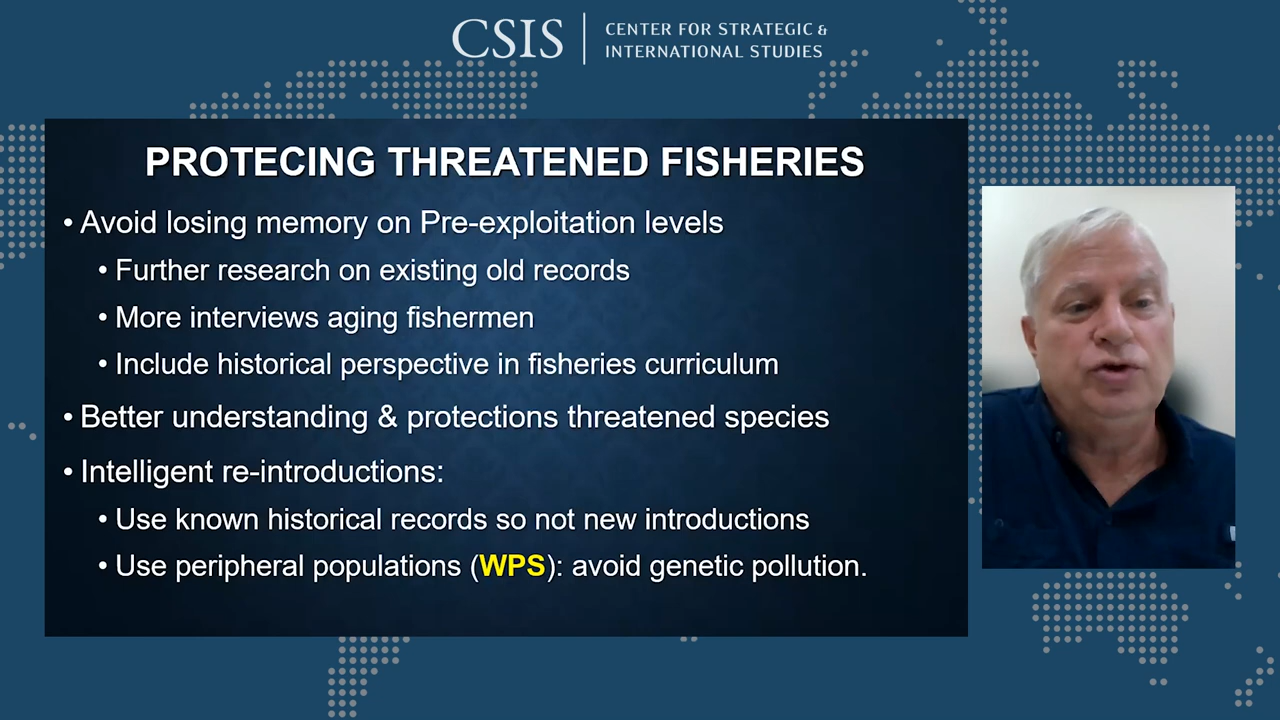 CSIS
CENTER FOR STRATEGIC &
INTERNATIONAL STUDIES
PROTECING THREATENED FISHERIES
• Avoid losing memory on Pre-exploitation levels
• Further research on existing old records
• More interviews aging fishermen
• Include historical perspective in fisheries curriculum
• Better understanding & protections threatened species
• Intelligent re-introductions:
• Use known historical records so not new introductions
• Use peripheral populations (WPS): avoid genetic pollution.